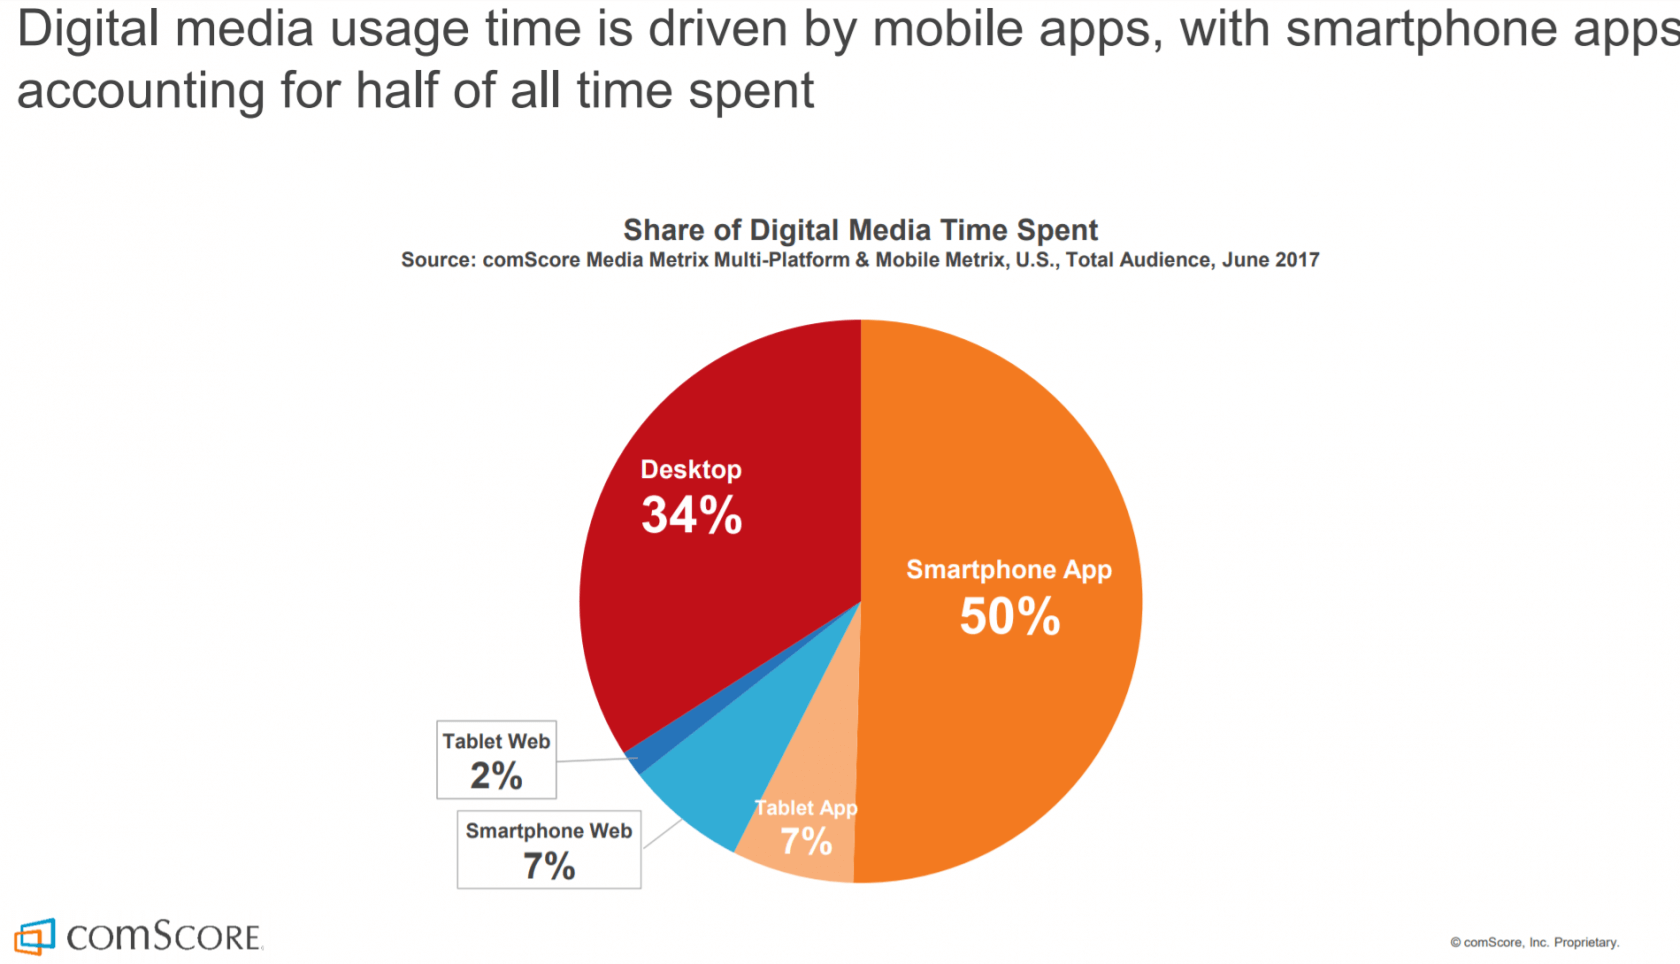 Digital media usage time is driven by mobile apps, with smartphone apps
accounting for half of all time spent
Share of Digital Media Time Spent
Source: comScore Media Metrix Multi-Platform & Mobile Metrix, U.S., Total Audience, June 2017
Desktop
34%
Smartphone App
50%
Tablet Web
2%
Tablet App
7%
Smartphone Web
7%
comScore
© comScore, Inc. Proprietary.